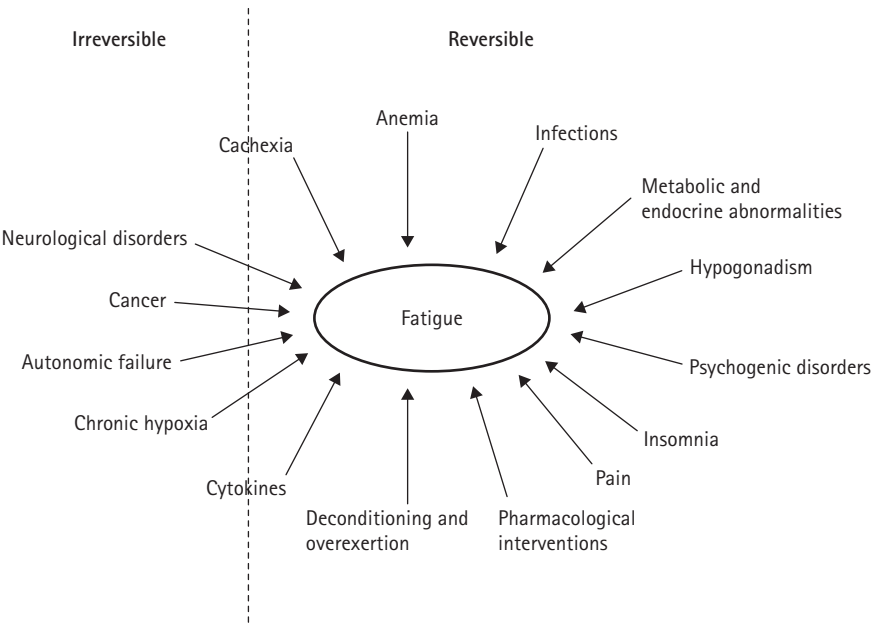 Irreversible
Reversible
Anemia
Infections
Cachexia
Metabolic and
endocrine abnormalities
Neurological disorders
Hypogonadism
Cancer
Fatigue
Autonomic failure
Psychogenic disorders
Chronic hypoxia
Insomnia
Pain
Cytokines
Deconditioning and
overexertion
Pharmacological
interventions